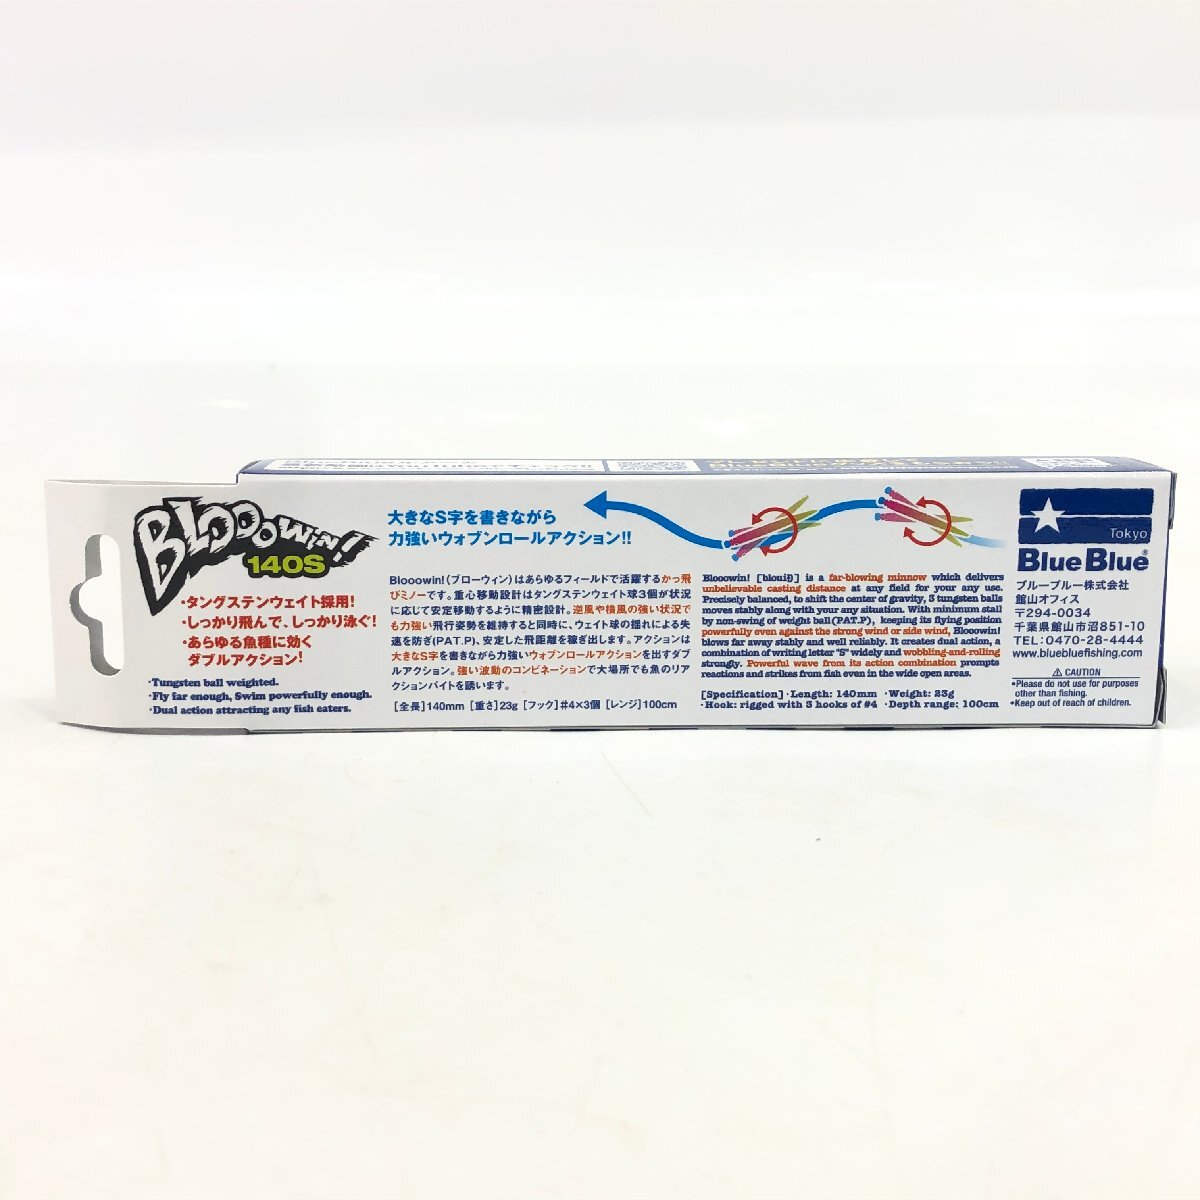 BLOOOWiN!
140S
・タングステンウェイト採用!
・しっかり飛んで、しっかり泳ぐ!
・あらゆる魚種に効く
ダブルアクション!
・Tungsten ball weighted.
・Fly far enough, Swim powerfully enough.
・Dual action attracting any fish eaters.
大きなS字を書きながら
力強いウォブンロールアクション!!
Blooowin!(ブローウィン)はあらゆるフィールドで活躍するかっ飛
びミノーです。重心移動設計はタングステンウェイト球3個が状況
に応じて安定移動するように精密設計。逆風や横風の強い状況で
も力強い飛行姿勢を維持すると同時に、ウェイト球の揺れによる失
速を防ぎ(PAT.P)、安定した飛距離を稼ぎ出します。アクションは
大きなS字を書きながら力強いウォブンロールアクションを出すダブ
ルアクション。強い波動のコンビネーションで大場所でも魚のリア
クションバイトを誘います。
[全長]140mm [重さ]23g [フック]#4×3個 [レンジ]100cm
Blooowin! is a far-blowing minnow which delivers
unbelievable casting distance at any field for your any use.
Precisely balanced, to shift the center of gravity, 3 tungsten balls
moves stably along with your any situation. With minimum stall
by non-swing of weight ball(PAT.P), keeping its flying position
powerfully even against the strong wind or side wind, Blooowin!
blows far away stably and well reliably. It creates dual action, a
combination of writing letter "S" widely and wobbling-and-rolling
strongly. Powerful wave from its action combination prompts
reactions and strikes from fish even in the wide open areas.
[Specification]・Length: 140mm ・Weight: 23g
・Hook: rigged with 3 hooks of #4 ・Depth range: 100cm
Tokyo
BlueBlue®
ブルーブルー株式会社
館山オフィス
〒294-0034
千葉県館山市沼851-10
TEL:0470-28-4444
www.bluebluefishing.com
⚠CAUTION
•Please do not use for purposes
other than fishing.
•Keep out of reach of children.